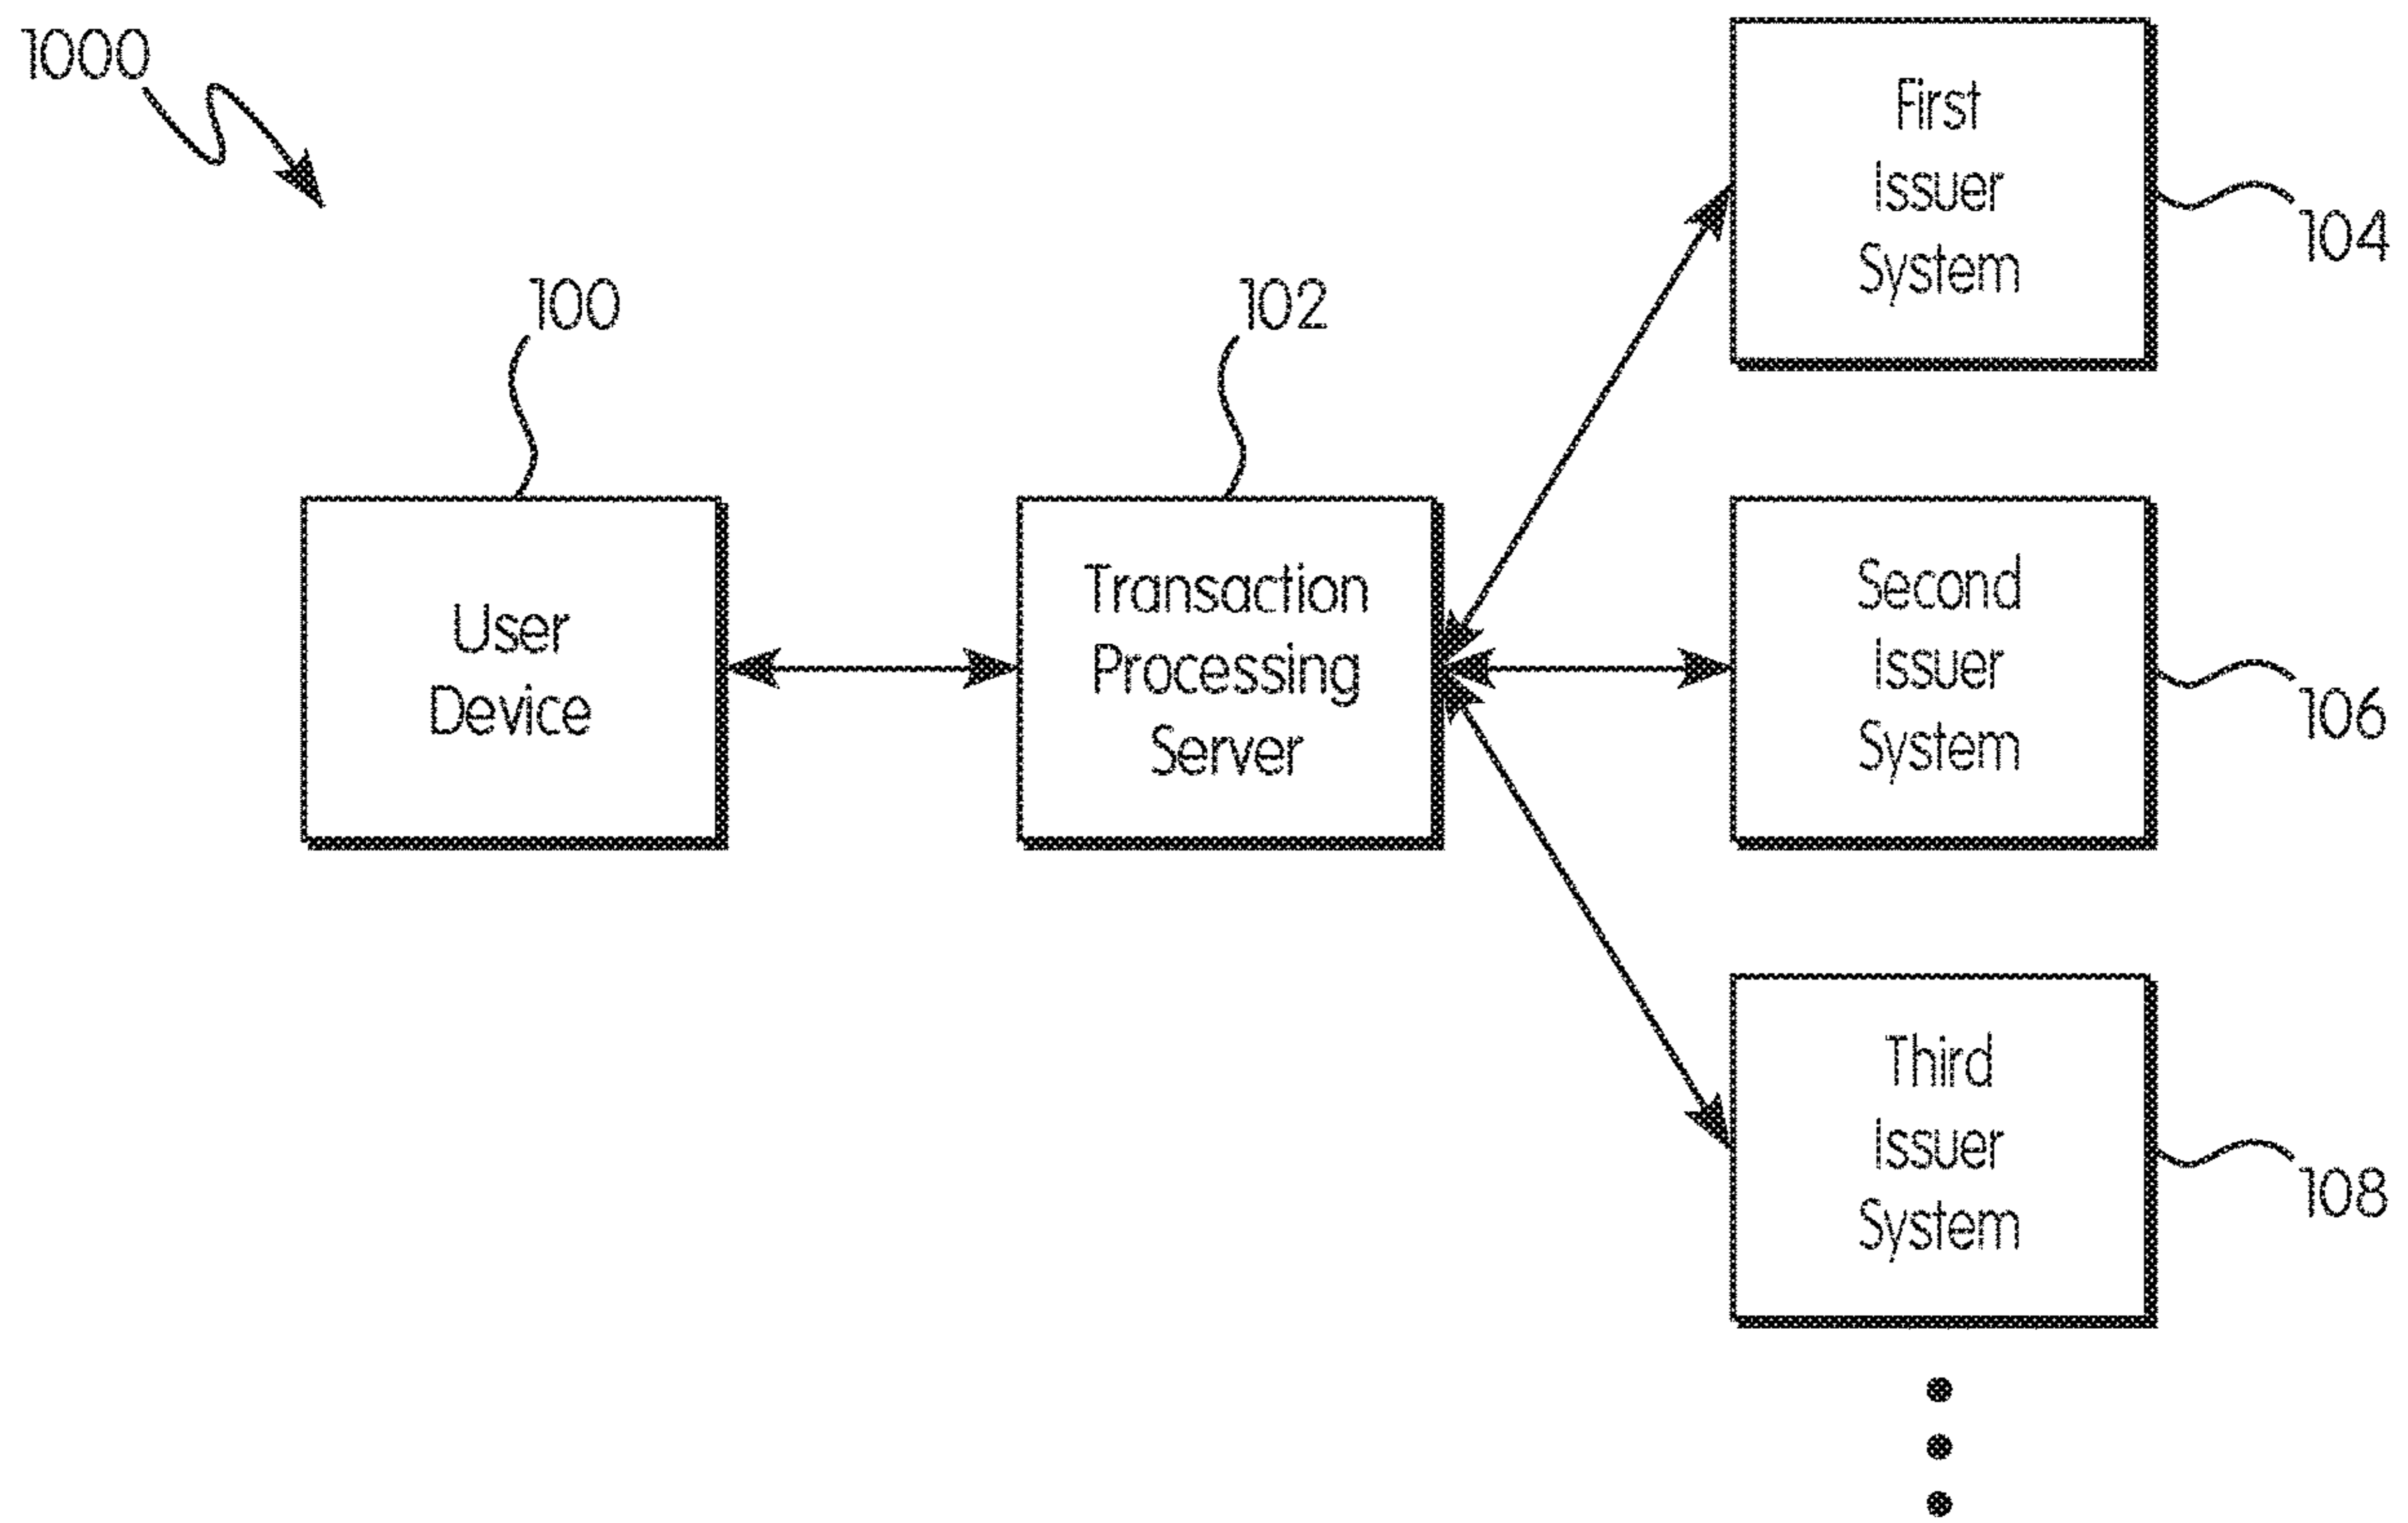 1000
100
102
First
Issuer
System
104
User
Device
Transaction
Processing
Server
Second
Issuer
System
106
Third
Issuer
System
108